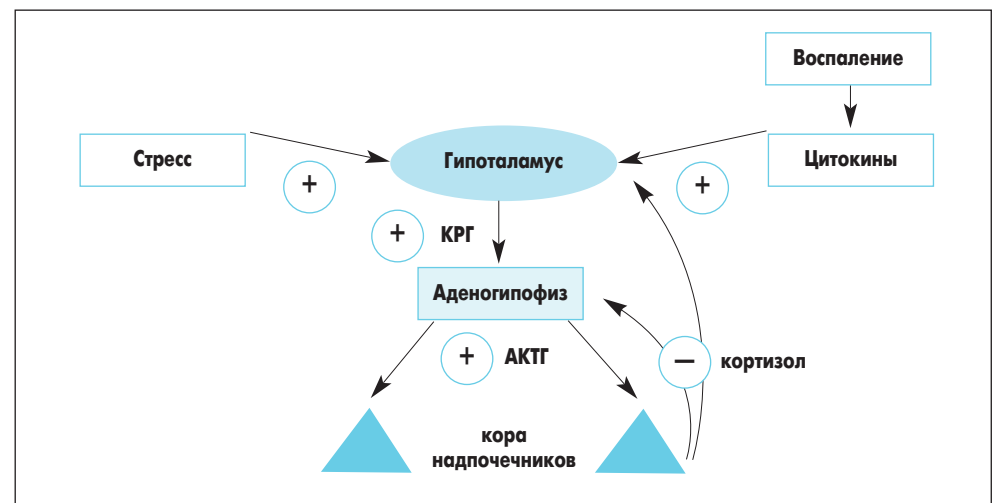 Воспаление
Стресс
Гипоталамус
Цитокины
+
+
+
КРГ
Аденогипофиз
+
АКТГ
−
кортизол
кора
надпочечников